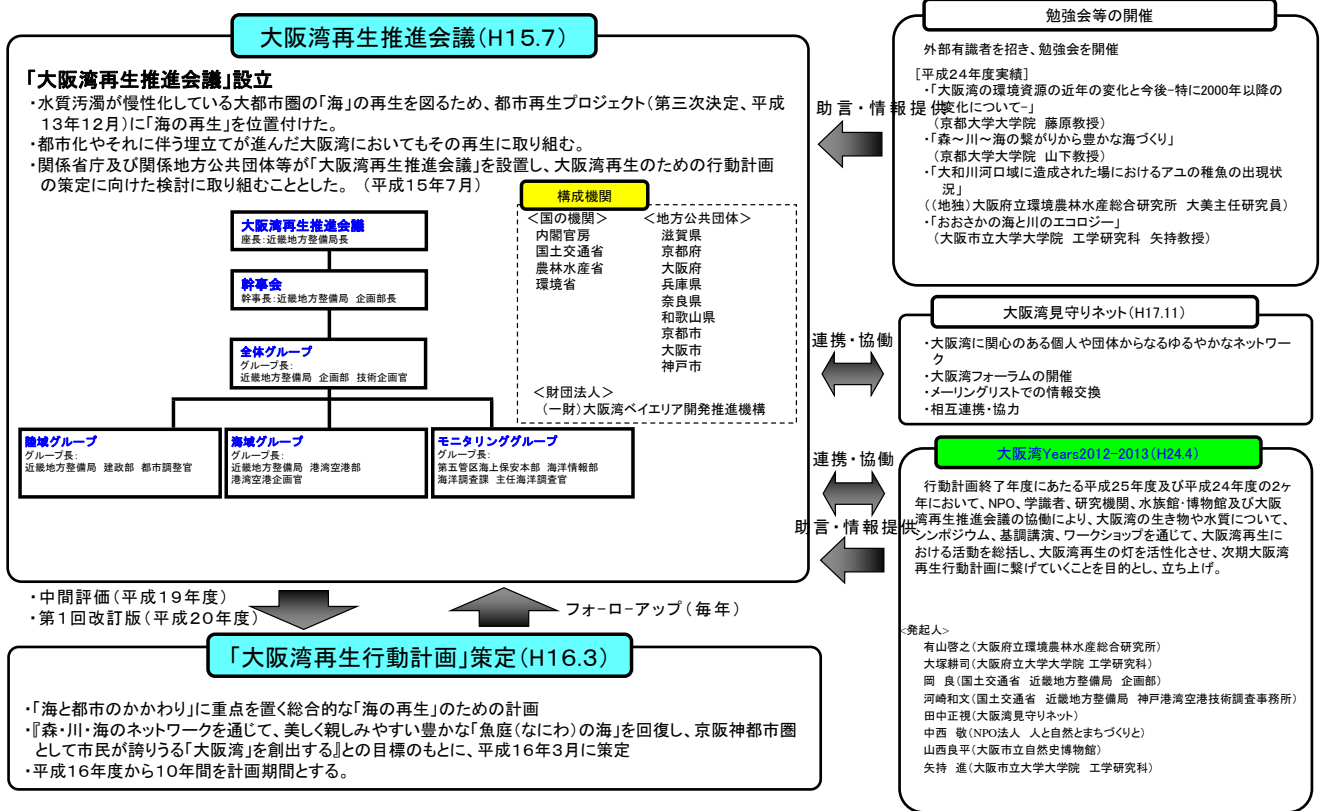 大阪湾再生推進会議(H15.7)
「大阪湾再生推進会議」設立
・水質汚濁が慢性化している大都市圏の「海」の再生を図るため、都市再生プロジェクト(第三次決定、平成
13年12月)に「海の再生」を位置付けた。
・都市化やそれに伴う埋立てが進んだ大阪湾においてもその再生に取り組む。
・関係省庁及び関係地方公共団体等が「大阪湾再生推進会議」を設置し、大阪湾再生のための行動計画
の策定に向けた検討に取り組むこととした。 (平成15年7月)
大阪湾再生推進会議
座長:近畿地方整備局長
幹事会
幹事長:近畿地方整備局 企画部長
全体グループ
グループ長:
近畿地方整備局 企画部 技術企画官
陸域グループ
グループ長:
近畿地方整備局 建政部 都市調整官
海域グループ
グループ長:
近畿地方整備局 港湾空港部
港湾空港企画官
モニタリンググループ
グループ長:
第五管区海上保安本部 海洋情報部
海洋調査課 主任海洋調査官
構成機関
<国の機関>
内閣官房
国土交通省
農林水産省
環境省
<地方公共団体>
滋賀県
京都府
大阪府
兵庫県
奈良県
和歌山県
京都市
大阪市
神戸市
<財団法人>
(一財)大阪湾ベイエリア開発推進機構
助言・情報提供
連携・協働
連携・協働
助言・情報提供
勉強会等の開催
外部有識者を招き、勉強会を開催
[平成24年度実績]
・「大阪湾の環境資源の近年の変化と今後-特に2000年以降の
変化について-」
(京都大学大学院 藤原教授)
・「森~川~海の繋がりから豊かな海づくり」
(京都大学大学院 山下教授)
・「大和川河口域に造成された場におけるアユの稚魚の出現状
況」
((地独)大阪府立環境農林水産総合研究所 大美主任研究員)
・「おおさかの海と川のエコロジー」
(大阪市立大学大学院 工学研究科 矢持教授)
大阪湾見守りネット(H17.11)
・大阪湾に関心のある個人や団体からなるゆるやかなネットワー
ク
・大阪湾フォーラムの開催
・メーリングリストでの情報交換
・相互連携・協力
大阪湾Years2012-2013(H24.4)
行動計画終了年度にあたる平成25年度及び平成24年度の2ヶ
年において、NPO、学識者、研究機関、水族館・博物館及び大阪
湾再生推進会議の協働により、大阪湾の生き物や水質について、
シンポジウム、基調講演、ワークショップを通じて、大阪湾再生に
おける活動を総括し、大阪湾再生の灯を活性化させ、次期大阪湾
再生行動計画に繋げていくことを目的とし、立ち上げ。
<発起人>
有山啓之(大阪府立環境農林水産総合研究所)
大塚耕司(大阪府立大学大学院 工学研究科)
岡 良(国土交通省 近畿地方整備局 企画部)
河崎和文(国土交通省 近畿地方整備局 神戸港湾空港技術調査事務所)
田中正視(大阪湾見守りネット)
中西 敬(NPO法人 人と自然とまちづくりと)
山西良平(大阪市立自然史博物館)
矢持 進(大阪市立大学大学院 工学研究科)
・中間評価(平成19年度)
・第1回改訂版(平成20年度)
フォーローアップ(毎年)
「大阪湾再生行動計画」策定(H16.3)
・「海と都市のかかわり」に重点を置く総合的な「海の再生」のための計画
・『森・川・海のネットワークを通じて、美しく親しみやすい豊かな「魚庭(なにわ)の海」を回復し、京阪神都市圏
として市民が誇りうる「大阪湾」を創出する』との目標のもとに、平成16年3月に策定
・平成16年度から10年間を計画期間とする。